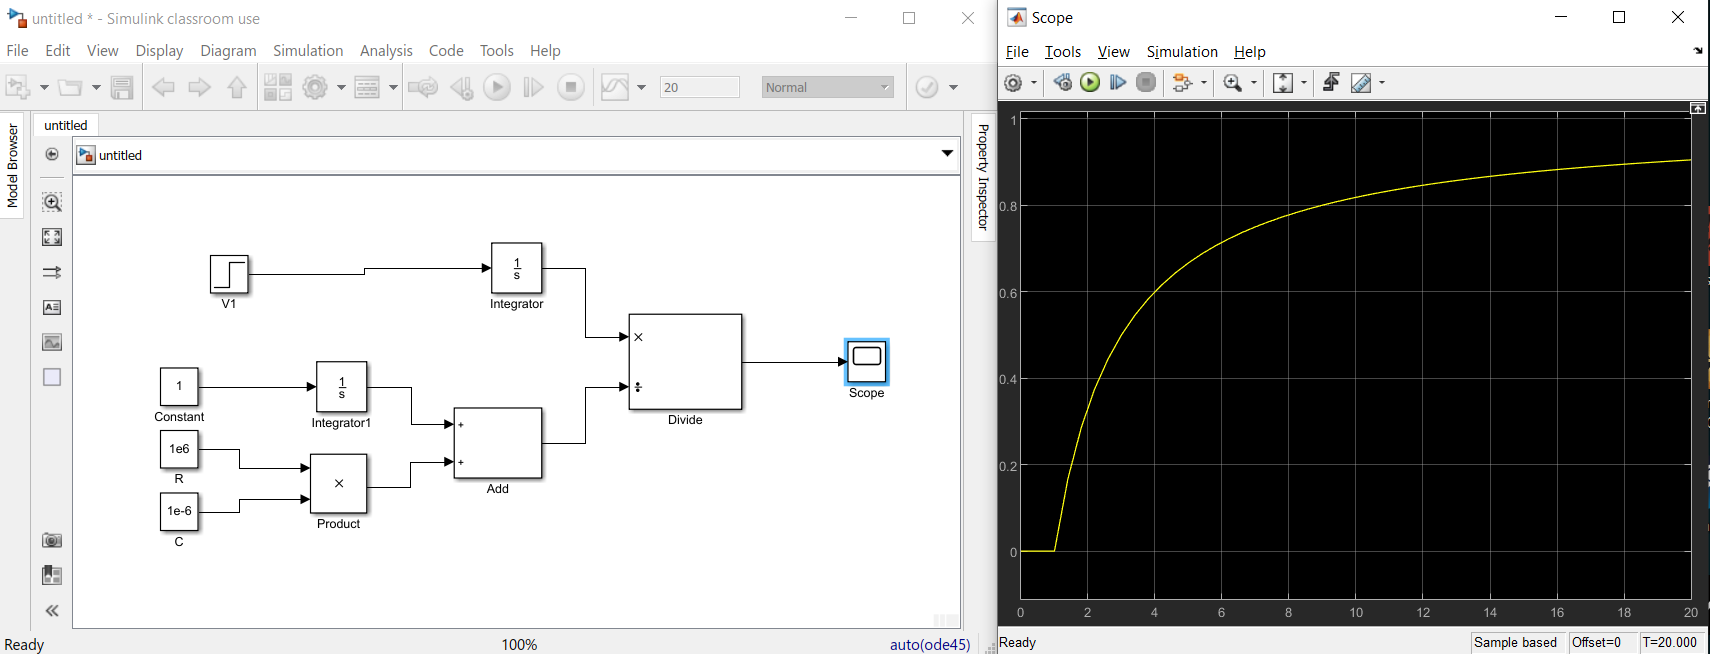 untitled * - Simulink classroom use
File Edit View Display Diagram Simulation Analysis Code Tools Help
20
Normal
Model Browser
untitled
untitled
Property Inspector
V1
1
s
Integrator
1
Constant
1
s
Integrator1
1e6
R
1e-6
C
×
Product
+
+
Add
×
÷
Divide
Scope
Ready
100%
auto(ode45)
Scope
File Tools View Simulation Help
1
0.8
0.6
0.4
0.2
0
0 2 4 6 8 10 12 14 16 18 20
Ready
Sample based Offset=0 T=20.000